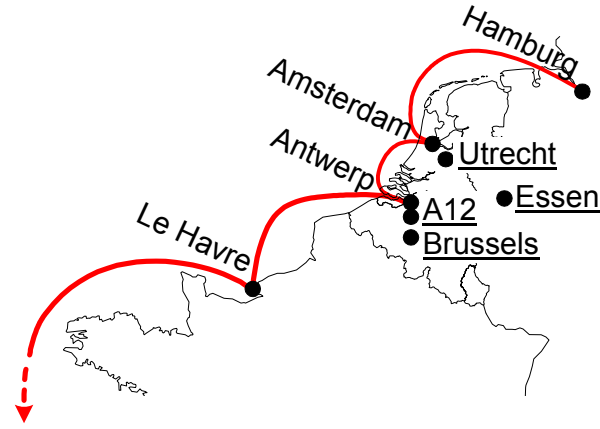 Hamburg
Amsterdam
Utrecht
Antwerp
Essen
A12
Le Havre
Brussels